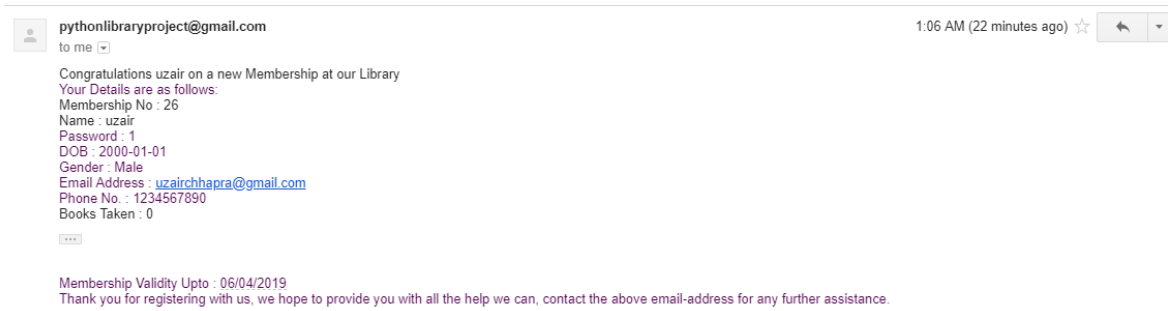 pythonlibraryproject@gmail.com
1:06 AM (22 minutes ago)
to me
Congratulations uzair on a new Membership at our Library
Your Details are as follows:
Membership No : 26
Name : uzair
Password : 1
DOB : 2000-01-01
Gender : Male
Email Address : uzairchhapra@gmail.com
Phone No. : 1234567890
Books Taken : 0
...
Membership Validity Upto : 06/04/2019
Thank you for registering with us, we hope to provide you with all the help we can, contact the above email-address for any further assistance.